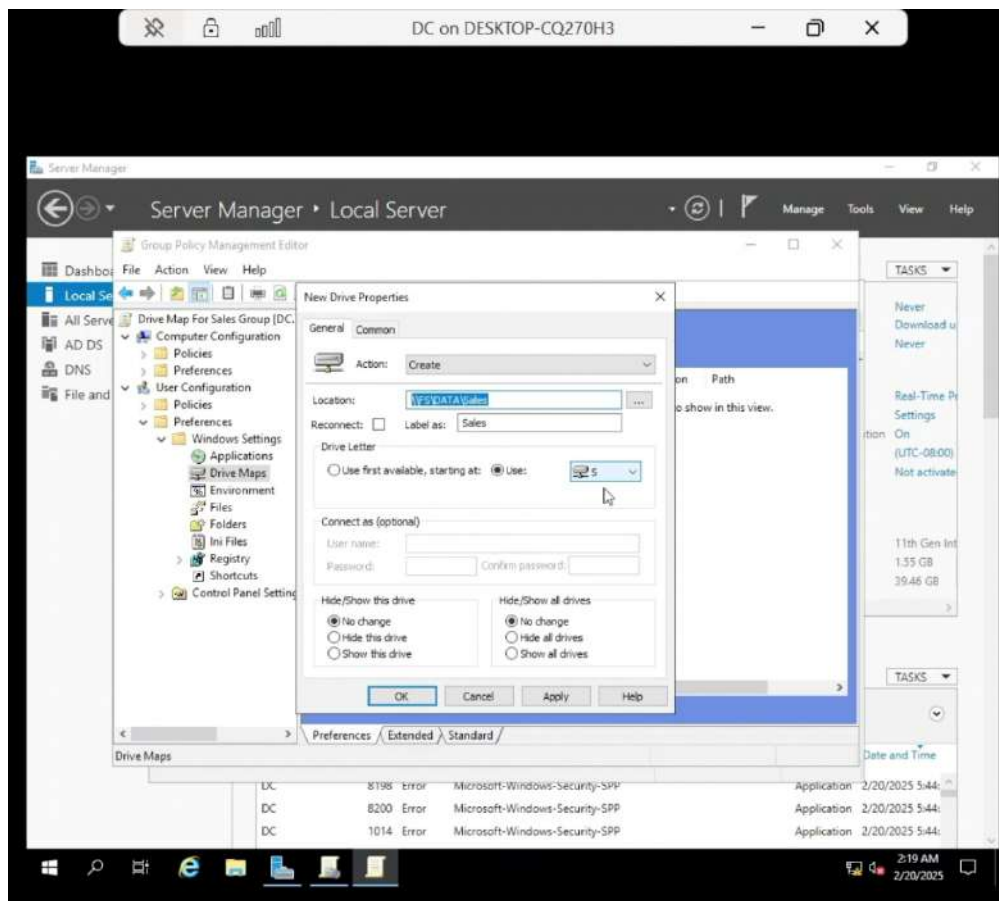 DC on DESKTOP-CQ270H3
Server Manager
Server Manager • Local Server
Manage Tools View Help
Group Policy Management Editor
File Action View Help
Dashboa
Local Se
All Serve
AD DS
DNS
File and
Drive Map For Sales Group [DC.
Computer Configuration
Policies
Preferences
User Configuration
Policies
Preferences
Windows Settings
Applications
Drive Maps
Environment
Files
Folders
Ini Files
Registry
Shortcuts
Control Panel Setting
New Drive Properties
General Common
Action: Create
Location: \\FS\DATA\Sales ...
Reconnect: Label as: Sales
Drive Letter
Use first available, starting at: Use: S
Connect as (optional)
User name:
Password: Confirm password:
Hide/Show this drive
No change
Hide this drive
Show this drive
Hide/Show all drives
No change
Hide all drives
Show all drives
OK Cancel Apply Help
on Path
o show in this view.
Preferences Extended Standard
Drive Maps
TASKS
Never
Download u
Never
Real-Time Pr
Settings
tion On
(UTC-08:00)
Not activate
11th Gen Int
1.55 GB
39.46 GB
TASKS
Date and Time
DC 8198 Error Microsoft-Windows-Security-SPP Application 2/20/2025 5:44:
DC 8200 Error Microsoft-Windows-Security-SPP Application 2/20/2025 5:44:
DC 1014 Error Microsoft-Windows-Security-SPP Application 2/20/2025 5:44:
2:19 AM
2/20/2025